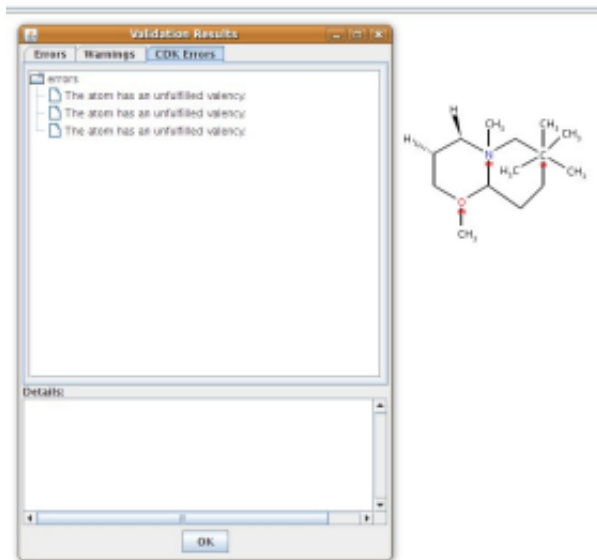 Validation Results
Errors Warnings CDK Errors
errors
The atom has an unfulfilled valency.
The atom has an unfulfilled valency.
The atom has an unfulfilled valency.
Details:
OK
H
H
CH₃
N
CH₃
CH₃
H₃C
C
CH₃
O
CH₃